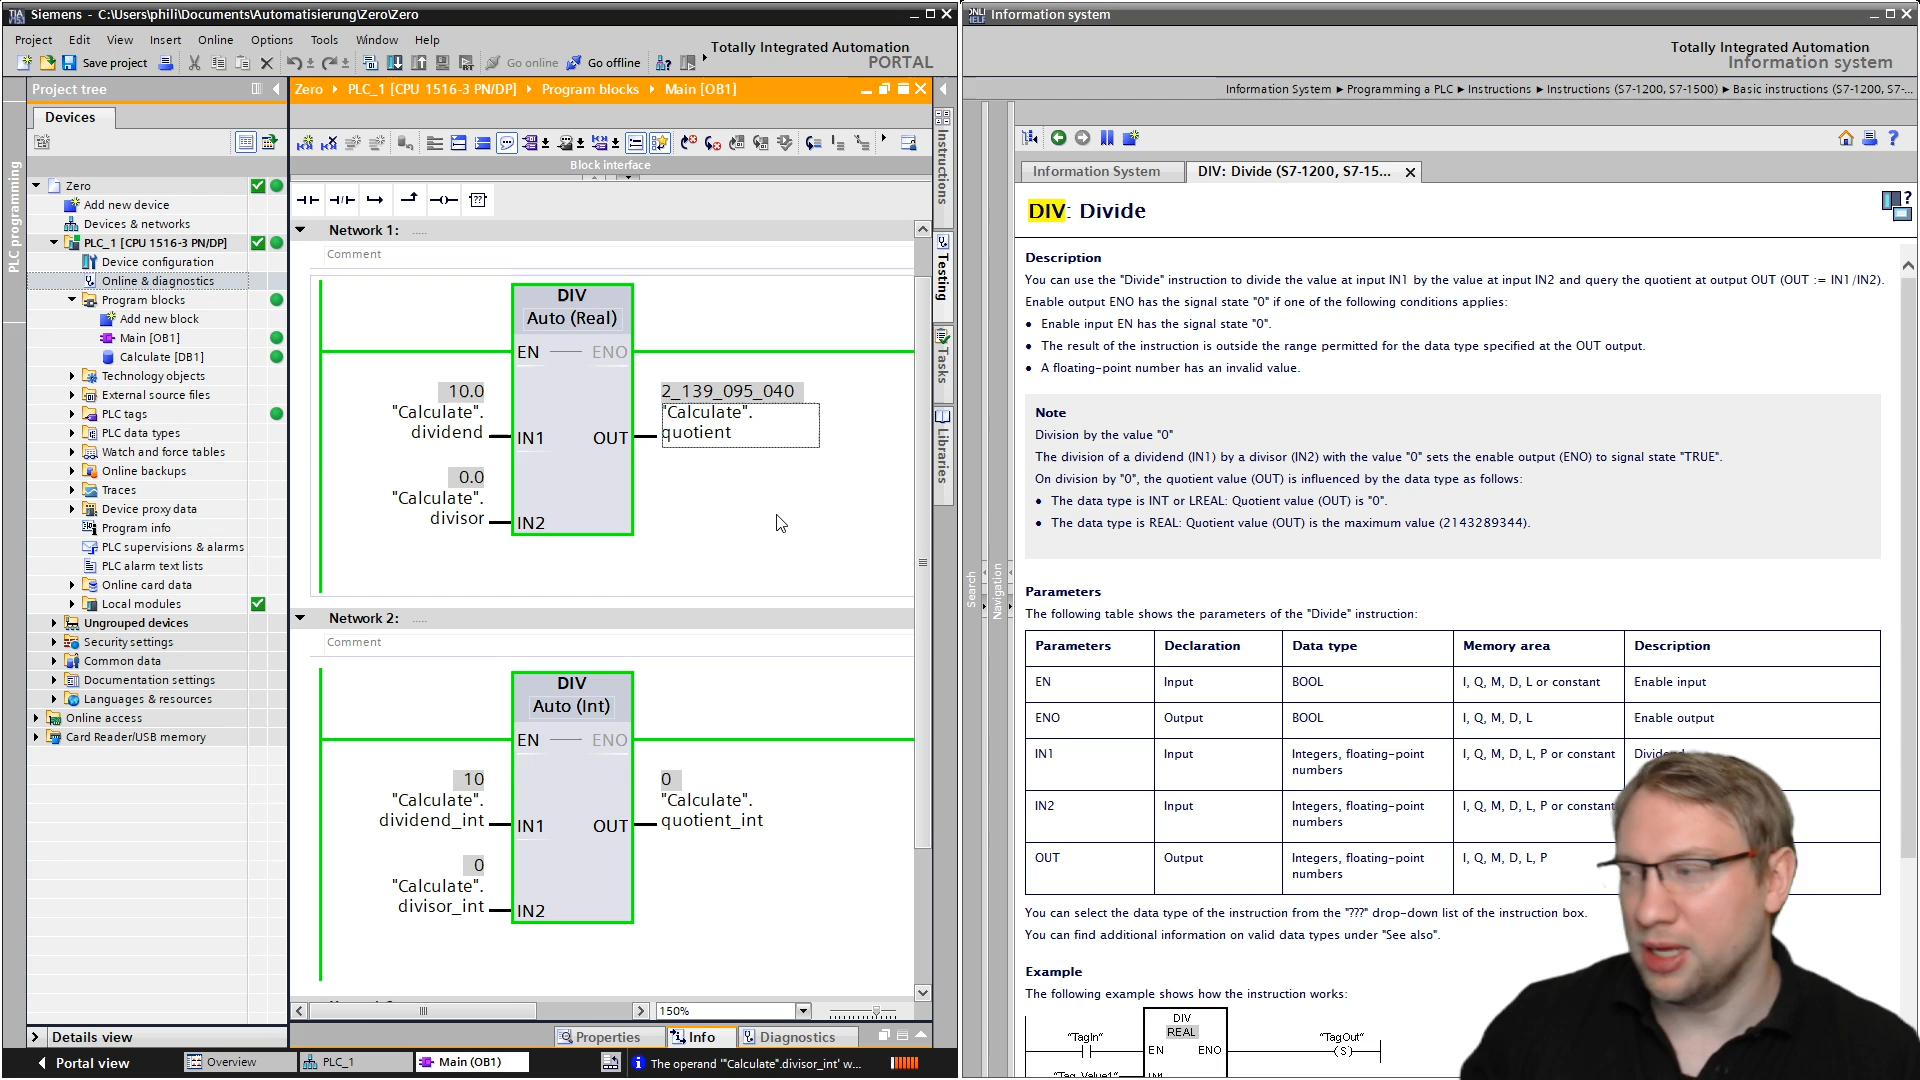 Siemens - C:\Users\phili\Documents\Automatisierung\Zero\Zero
Project Edit View Insert Online Options Tools Window Help
Save project
Go online
Go offline
Totally Integrated Automation
PORTAL
Project tree
Devices
PLC programming
Zero
Add new device
Devices & networks
PLC_1 [CPU 1516-3 PN/DP]
Device configuration
Online & diagnostics
Program blocks
Add new block
Main [OB1]
Calculate [DB1]
Technology objects
External source files
PLC tags
PLC data types
Watch and force tables
Online backups
Traces
Device proxy data
Program info
PLC supervisions & alarms
PLC alarm text lists
Online card data
Local modules
Ungrouped devices
Security settings
Common data
Documentation settings
Languages & resources
Online access
Card Reader/USB memory
Details view
Zero PLC_1 [CPU 1516-3 PN/DP] Program blocks Main [OB1]
Block interface
??
Network 1: .....
Comment
DIV
Auto (Real)
EN ENO
10.0
"Calculate".
dividend
IN1
OUT
2_139_095_040
"Calculate".
quotient
0.0
"Calculate".
divisor
IN2
Network 2: .....
Comment
DIV
Auto (Int)
EN ENO
10
"Calculate".
dividend_int
IN1
OUT
0
"Calculate".
quotient_int
0
"Calculate".
divisor_int
IN2
150%
Properties
Info
Diagnostics
Instructions
Testing
Tasks
Libraries
Portal view
Overview
PLC_1
Main (OB1)
The operand '"Calculate".divisor_int' w...
Information system
Totally Integrated Automation
Information system
Information System ▶ Programming a PLC ▶ Instructions ▶ Instructions (S7-1200, S7-1500) ▶ Basic instructions (S7-1200, S7-...
Search
Navigation
Information System
DIV: Divide (S7-1200, S7-15...
DIV: Divide
Description
You can use the "Divide" instruction to divide the value at input IN1 by the value at input IN2 and query the quotient at output OUT (OUT := IN1/IN2).
Enable output ENO has the signal state "0" if one of the following conditions applies:
• Enable input EN has the signal state "0".
• The result of the instruction is outside the range permitted for the data type specified at the OUT output.
• A floating-point number has an invalid value.
Note
Division by the value "0"
The division of a dividend (IN1) by a divisor (IN2) with the value "0" sets the enable output (ENO) to signal state "TRUE".
On division by "0", the quotient value (OUT) is influenced by the data type as follows:
• The data type is INT or LREAL: Quotient value (OUT) is "0".
• The data type is REAL: Quotient value (OUT) is the maximum value (2143289344).
Parameters
The following table shows the parameters of the "Divide" instruction:
Parameters Declaration Data type Memory area Description
EN Input BOOL I, Q, M, D, L or constant Enable input
ENO Output BOOL I, Q, M, D, L Enable output
IN1 Input Integers, floating-point numbers I, Q, M, D, L, P or constant
IN2 Input Integers, floating-point numbers I, Q, M, D, L, P or constant
OUT Output Integers, floating-point numbers I, Q, M, D, L, P
You can select the data type of the instruction from the "???" drop-down list of the instruction box.
You can find additional information on valid data types under "See also".
Example
The following example shows how the instruction works:
DIV
REAL
"TagIn"
EN ENO
"TagOut"
(S)
"Tag_Value1"
IN1